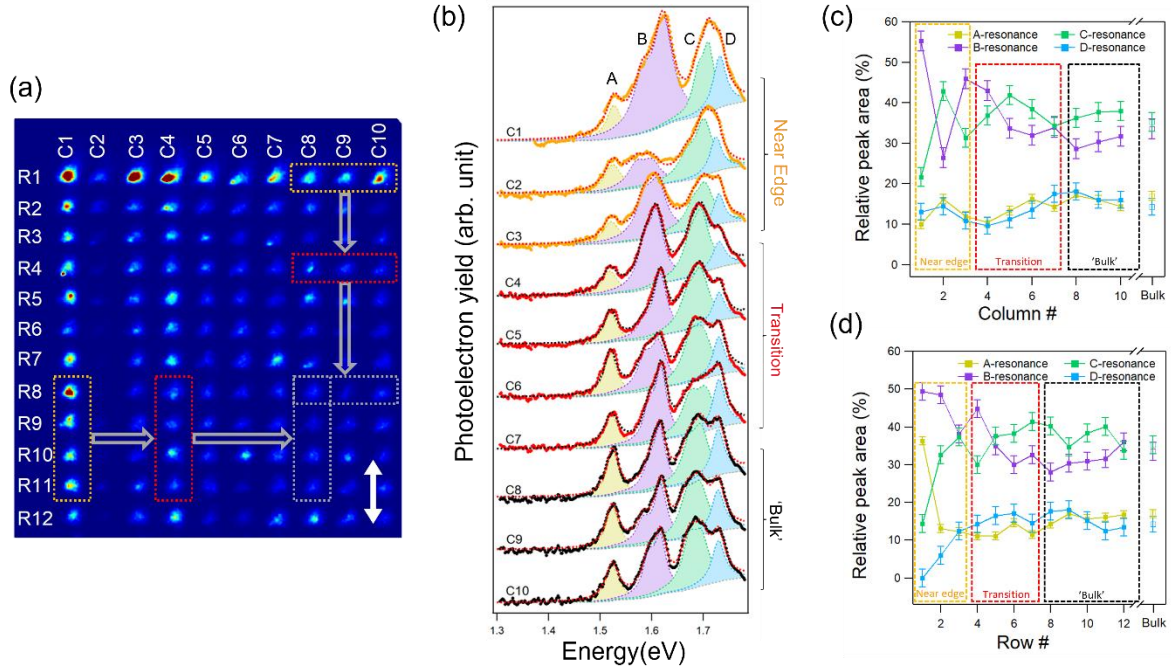 (a)
C1 C2 C3 C4 C5 C6 C7 C8 C9 C10
R1
R2
R3
R4
R5
R6
R7
R8
R9
R10
R11
R12
(b)
Photoelectron yield (arb. unit)
A
B
C
D
C1
C2
C3
C4
C5
C6
C7
C8
C9
C10
Near Edge
Transition
'Bulk'
1.3 1.4 1.5 1.6 1.7
Energy(eV)
(c)
Relative peak area (%)
60
50
40
30
20
10
0
A-resonance C-resonance
B-resonance D-resonance
Near edge Transition 'Bulk'
2 4 6 8 10 Bulk
Column #
(d)
Relative peak area (%)
60
50
40
30
20
10
0
A-resonance C-resonance
B-resonance D-resonance
Near edge Transition 'Bulk'
2 4 6 8 10 12 Bulk
Row #